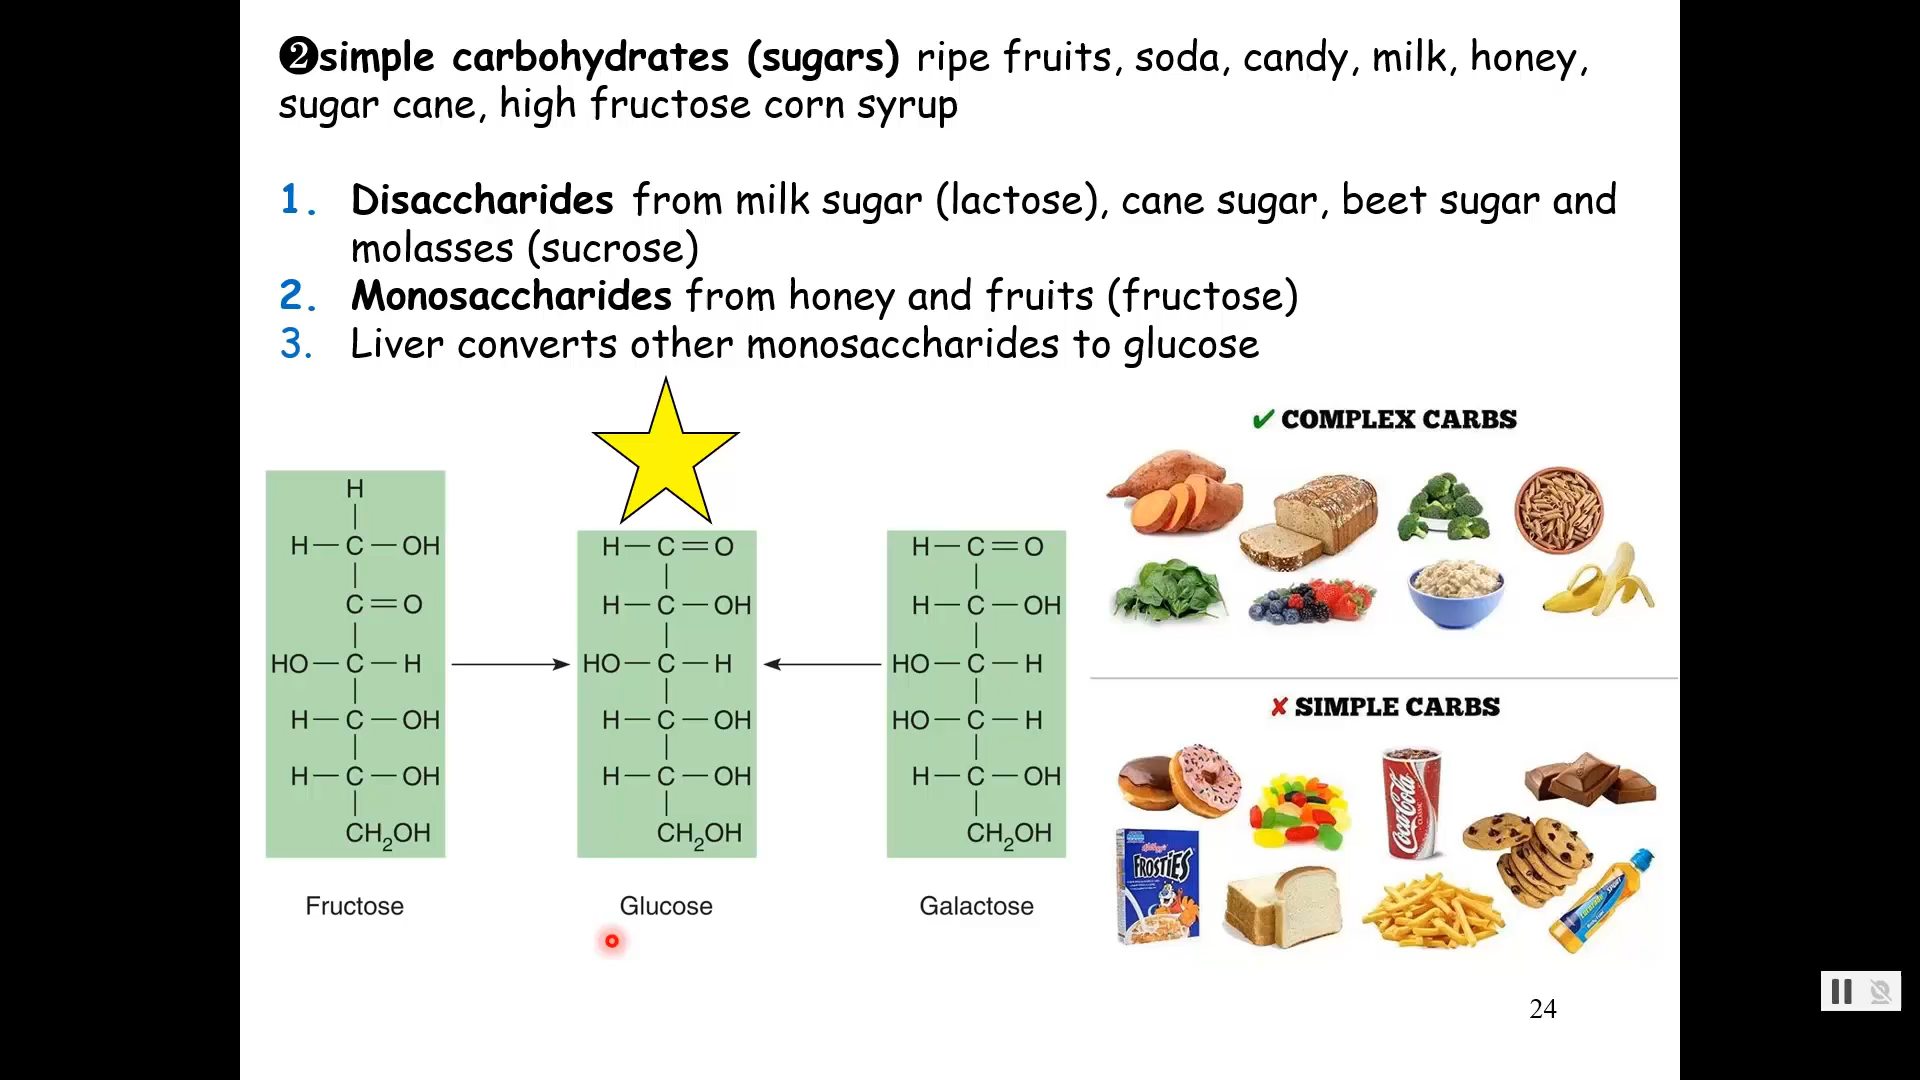 ❷simple carbohydrates (sugars) ripe fruits, soda, candy, milk, honey,
sugar cane, high fructose corn syrup
1. Disaccharides from milk sugar (lactose), cane sugar, beet sugar and
molasses (sucrose)
2. Monosaccharides from honey and fruits (fructose)
3. Liver converts other monosaccharides to glucose
H
H—C—OH
C=O
HO—C—H
H—C—OH
H—C—OH
CH₂OH
Fructose
H—C=O
H—C—OH
HO—C—H
H—C—OH
H—C—OH
CH₂OH
Glucose
H—C=O
H—C—OH
HO—C—H
HO—C—H
H—C—OH
CH₂OH
Galactose
✔ COMPLEX CARBS
✘ SIMPLE CARBS
Coca-Cola
CLASSIC
Kellogg's
FROSTIES
SPORT
24